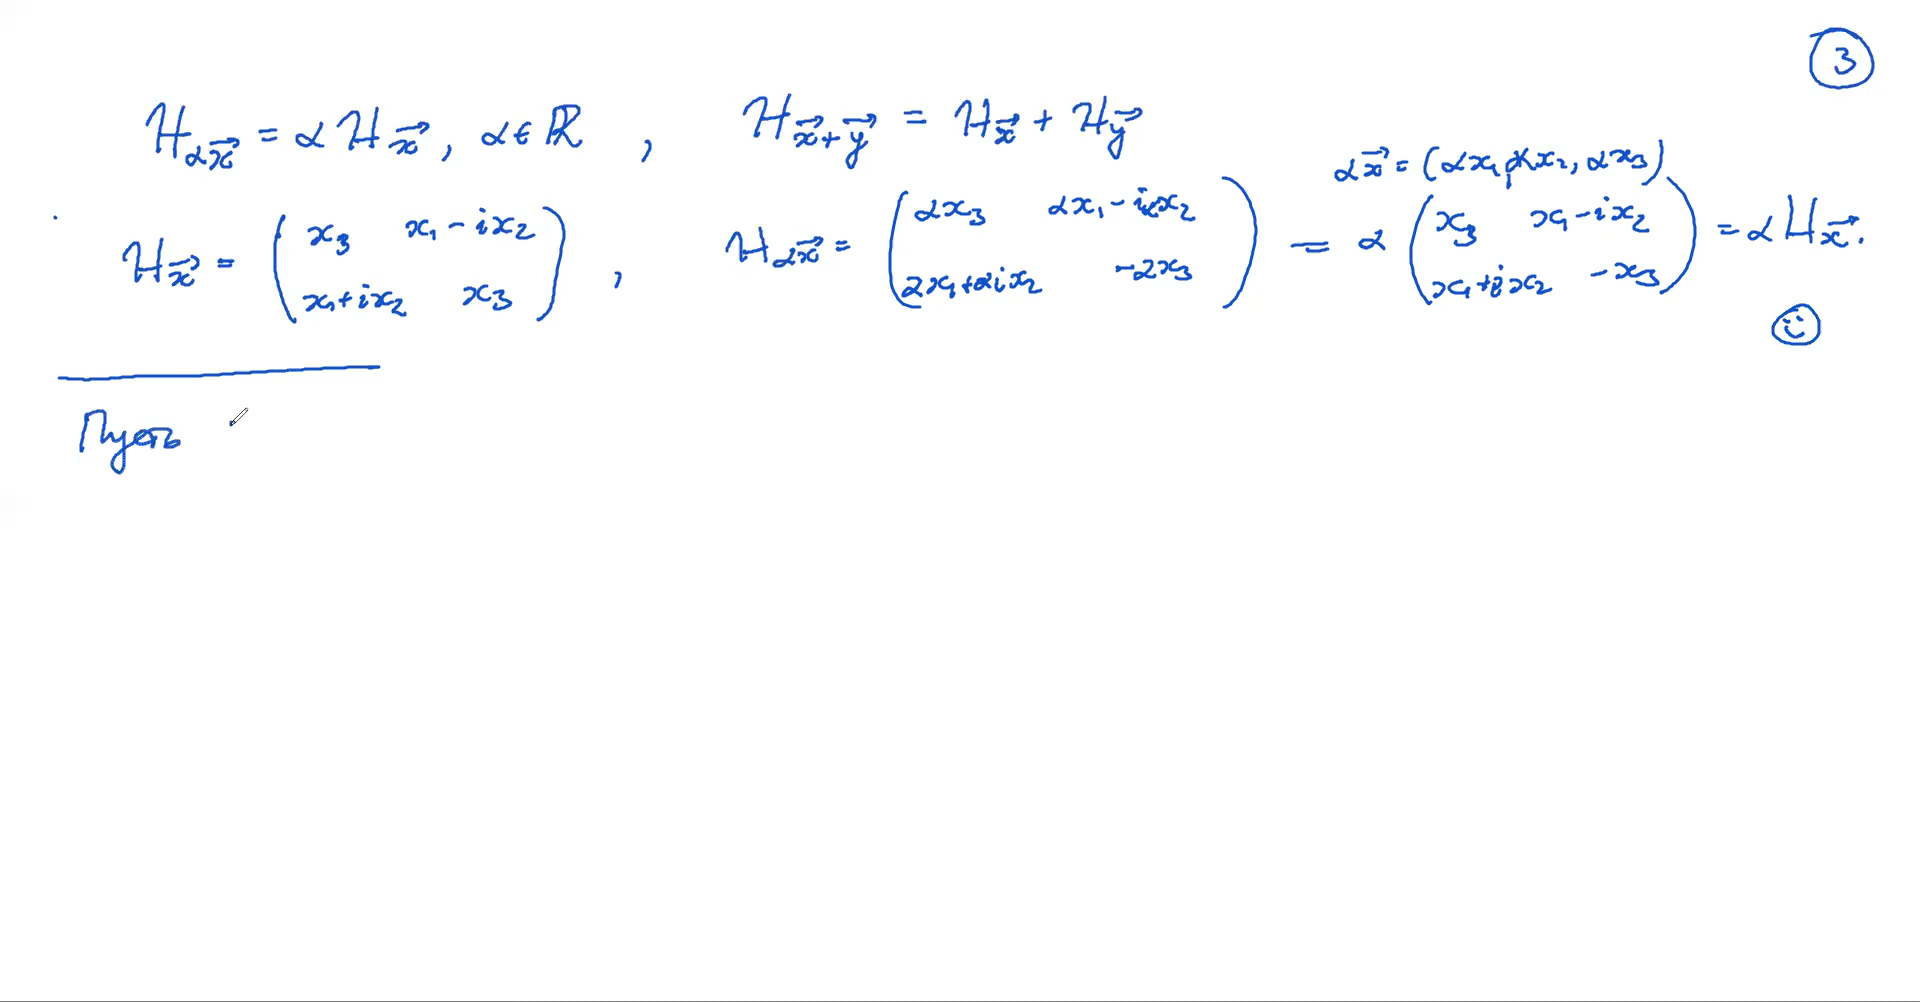 3
H_{αx⃗} = α H_{x⃗}, α ∈ ℝ , H_{x⃗+y⃗} = H_{x⃗} + H_{y⃗}
αx⃗ = (αx₁, αx₂, αx₃)
H_{x⃗} = ( x₃ x₁ - ix₂ ; x₁+ix₂ x₃ ) , H_{αx⃗} = ( αx₃ αx₁ - iαx₂ ; αx₁+αix₂ -αx₃ ) = α ( x₃ x₁ - ix₂ ; x₁+ix₂ -x₃ ) = α H_{x⃗}.
Пусть